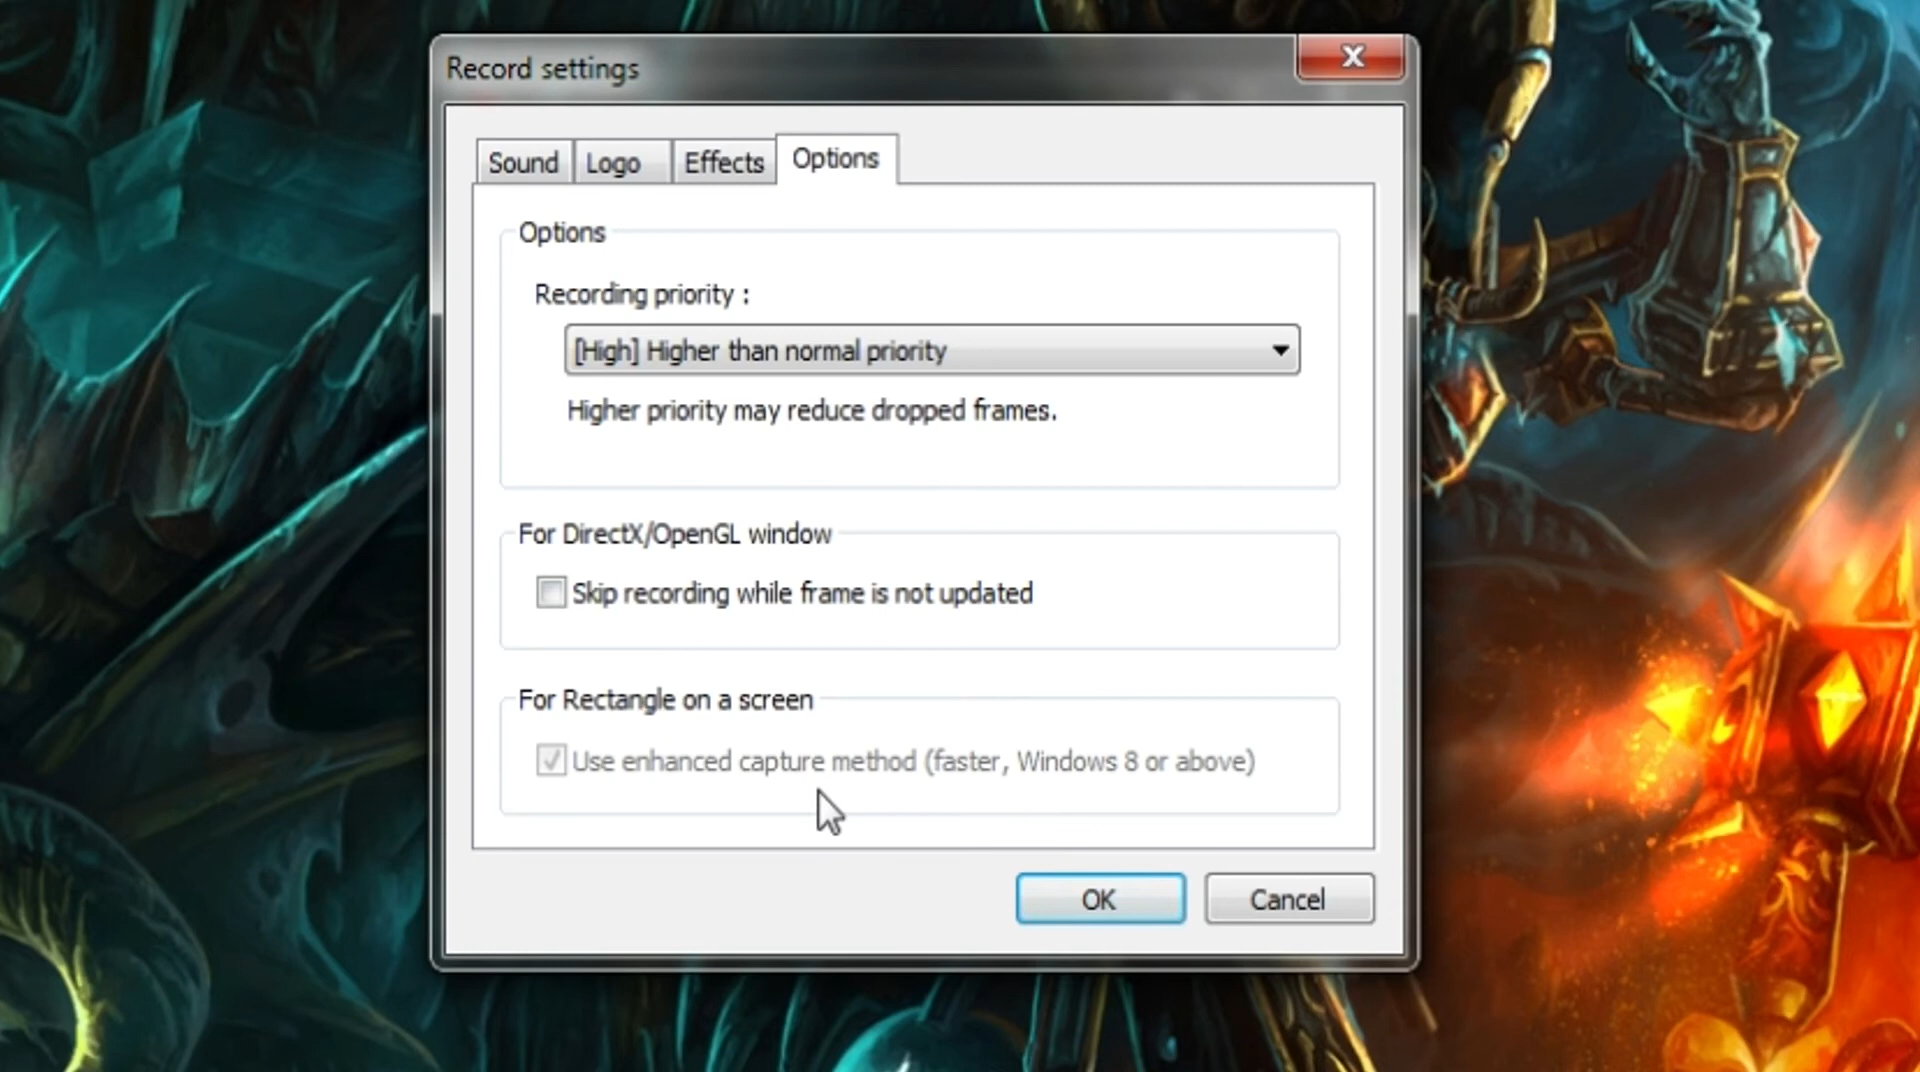 Record settings
Sound Logo Effects Options
Options
Recording priority :
[High] Higher than normal priority
Higher priority may reduce dropped frames.
For DirectX/OpenGL window
Skip recording while frame is not updated
For Rectangle on a screen
Use enhanced capture method (faster, Windows 8 or above)
OK Cancel